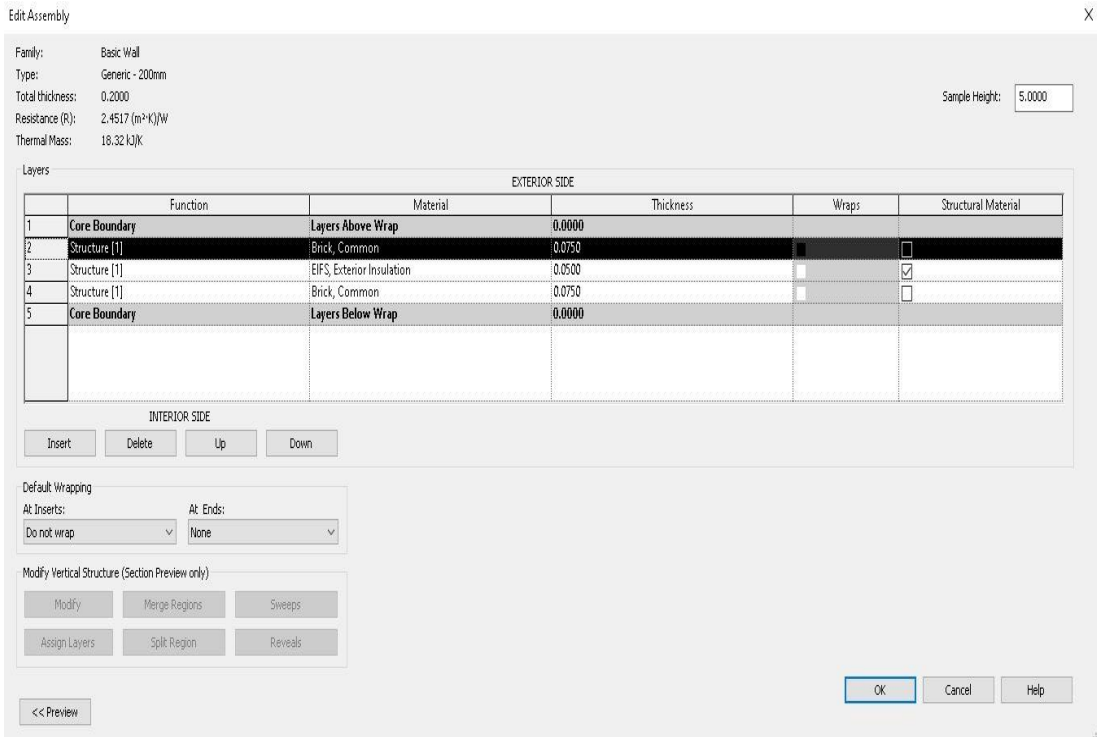 Edit Assembly X
Family: Basic Wall
Type: Generic - 200mm
Total thickness: 0.2000 Sample Height: 5.0000
Resistance (R): 2.4517 (m²·K)/W
Thermal Mass: 18.32 kJ/K
Layers
EXTERIOR SIDE
Function Material Thickness Wraps Structural Material
1 Core Boundary Layers Above Wrap 0.0000
2 Structure [1] Brick, Common 0.0750
3 Structure [1] EIFS, Exterior Insulation 0.0500
4 Structure [1] Brick, Common 0.0750
5 Core Boundary Layers Below Wrap 0.0000
INTERIOR SIDE
Insert Delete Up Down
Default Wrapping
At Inserts: At Ends:
Do not wrap None
Modify Vertical Structure (Section Preview only)
Modify Merge Regions Sweeps
Assign Layers Split Region Reveals
OK Cancel Help
<< Preview